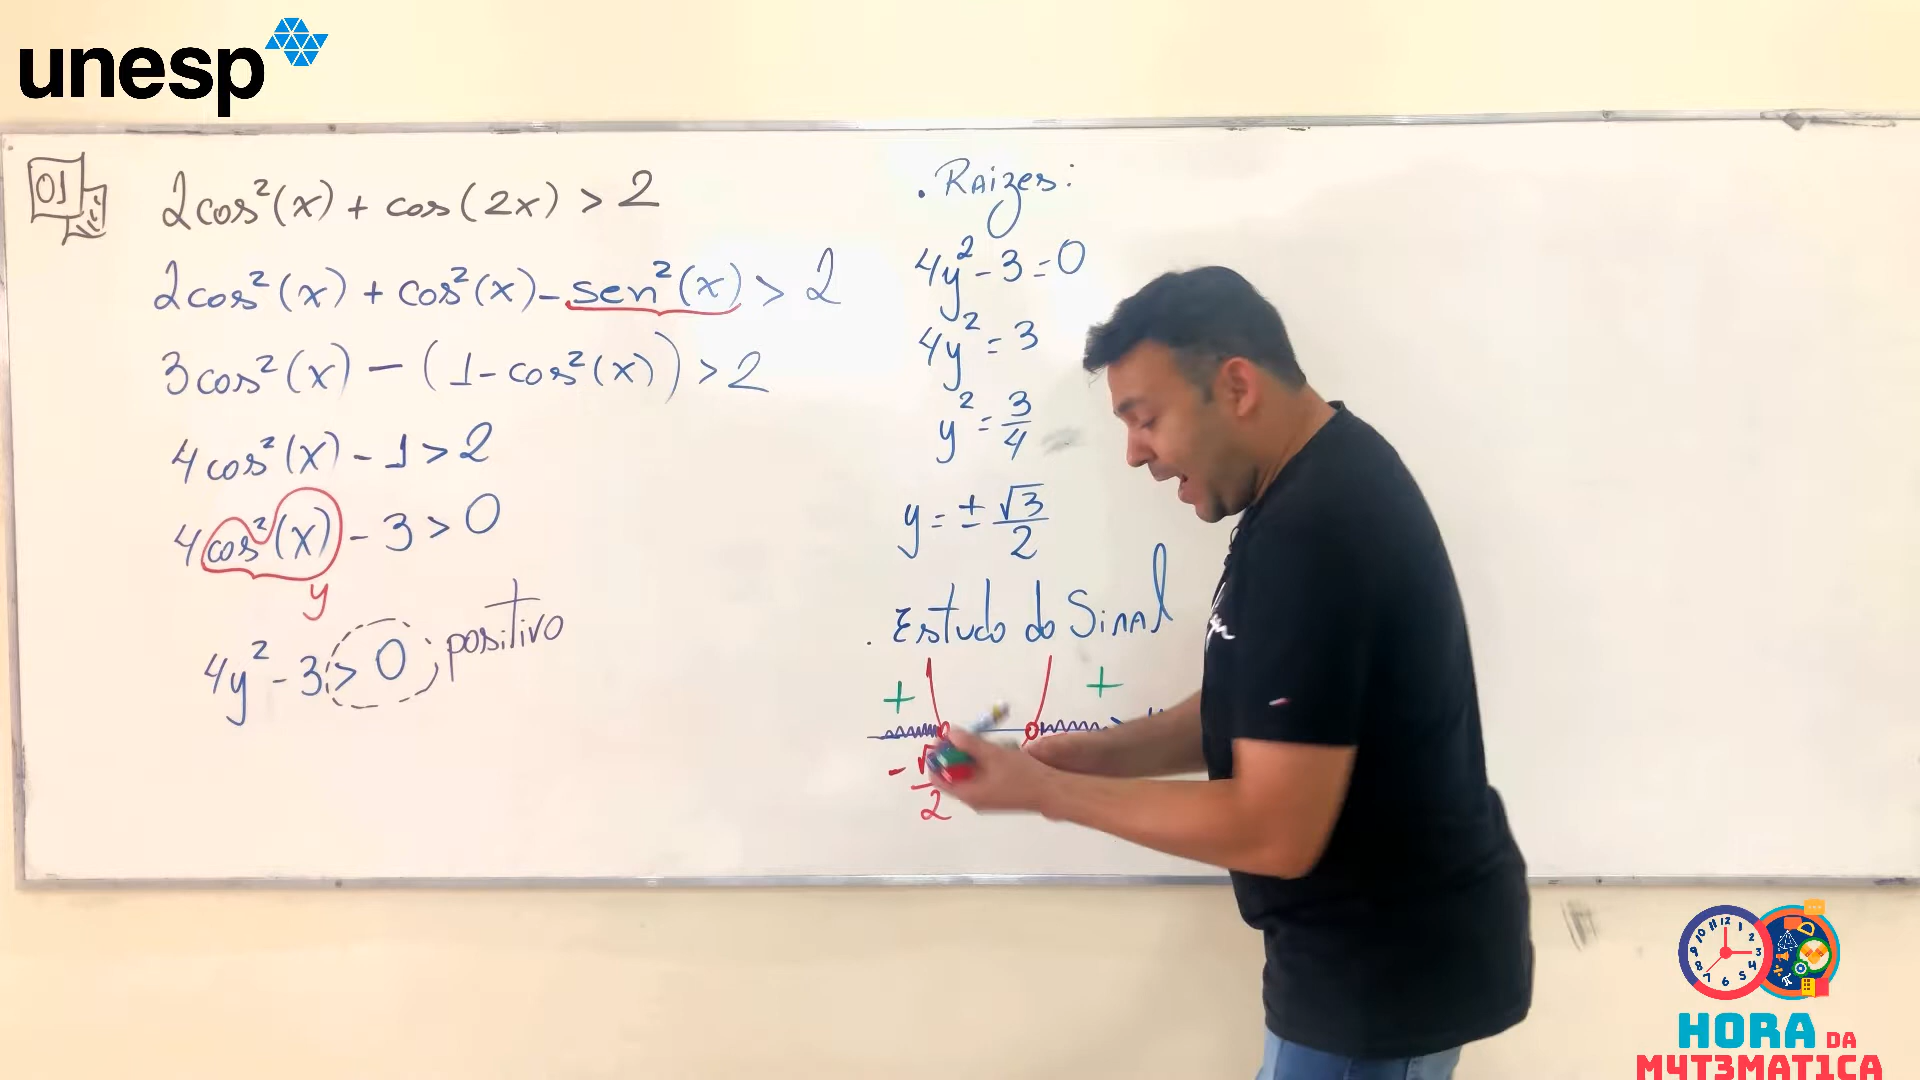 unesp
01
2cos²(x) + cos(2x) > 2
2cos²(x) + cos²(x) - sen²(x) > 2
3cos²(x) - (1 - cos²(x)) > 2
4cos²(x) - 1 > 2
4cos²(x) - 3 > 0
y
4y² - 3 > 0 positivo
. Raizes:
4y² - 3 = 0
4y² = 3
y² = 3/4
y = ± √3/2
. Estudo do Sinal
+ +
- √ 2
HORA DA
M4T3M4T1CA